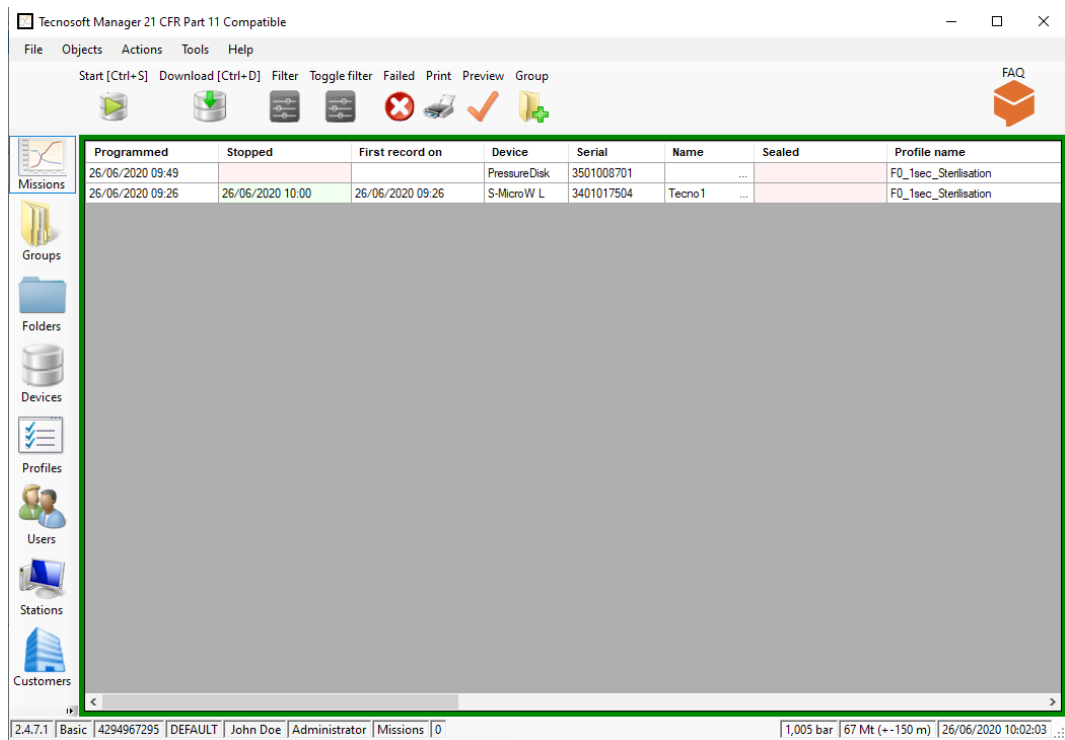 Tecnosoft Manager 21 CFR Part 11 Compatible
File Objects Actions Tools Help
Start [Ctrl+S] Download [Ctrl+D] Filter Toggle filter Failed Print Preview Group FAQ
Programmed Stopped First record on Device Serial Name Sealed Profile name
26/06/2020 09:49 PressureDisk 3501008701 ... F0_1sec_Sterilisation
26/06/2020 09:26 26/06/2020 10:00 26/06/2020 09:26 S-MicroW L 3401017504 Tecno1 ... F0_1sec_Sterilisation
Missions
Groups
Folders
Devices
Profiles
Users
Stations
Customers
2.4.7.1 Basic 4294967295 DEFAULT John Doe Administrator Missions 0 1,005 bar 67 Mt (+-150 m) 26/06/2020 10:02:03